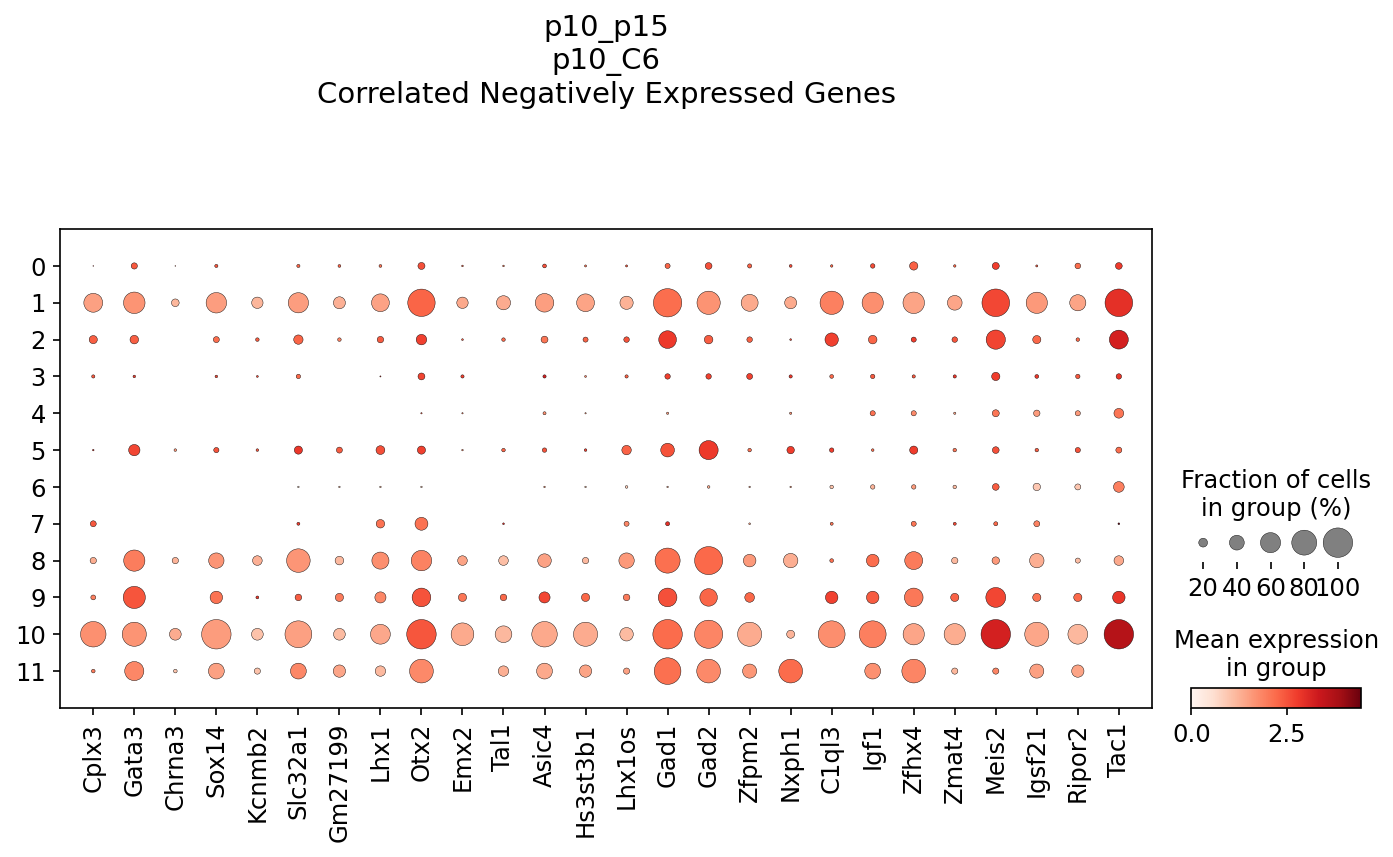 p10_p15
p10_C6
Correlated Negatively Expressed Genes
0
1
2
3
4
5
6
7
8
9
10
11
Cplx3
Gata3
Chrna3
Sox14
Kcnmb2
Slc32a1
Gm27199
Lhx1
Otx2
Emx2
Tal1
Asic4
Hs3st3b1
Lhx1os
Gad1
Gad2
Zfpm2
Nxph1
C1ql3
Igf1
Zfhx4
Zmat4
Meis2
Igsf21
Ripor2
Tac1
Fraction of cells
in group (%)
20 40 60 80 100
Mean expression
in group
0.0 2.5